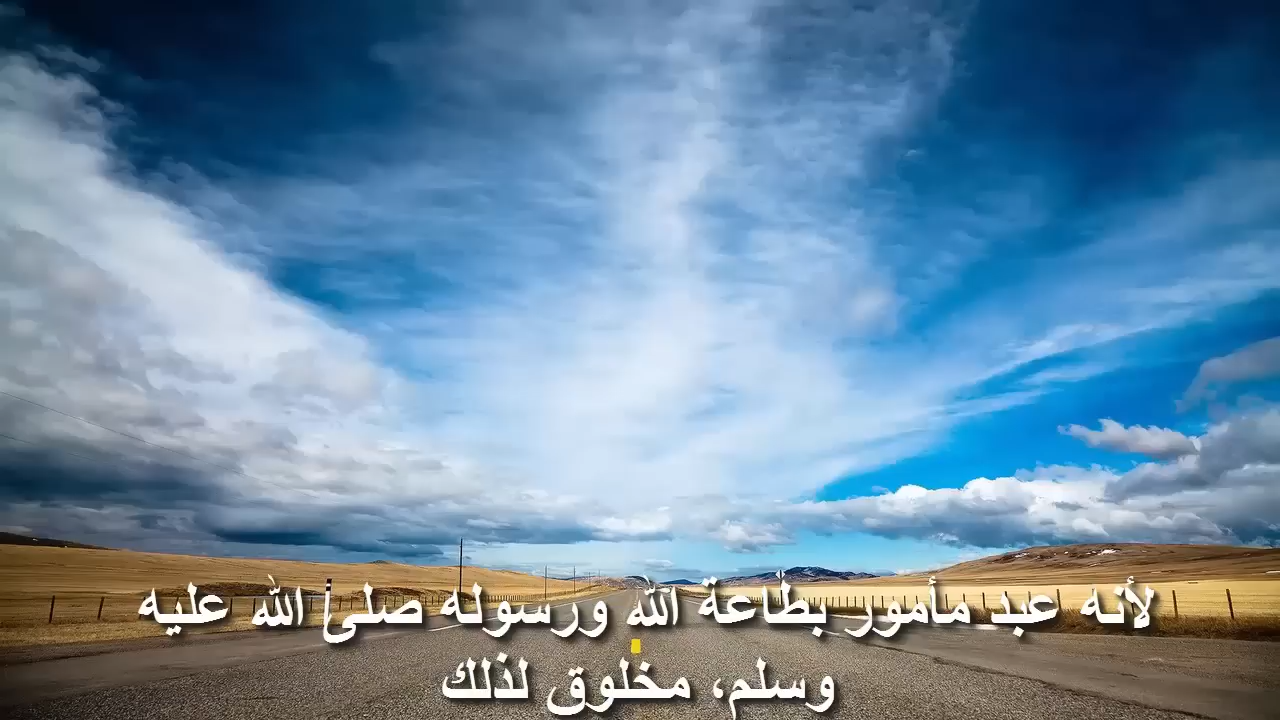 لأنه عبد مأمور بطاعة الله ورسوله صلى الله عليه
وسلم، مخلوق لذلك